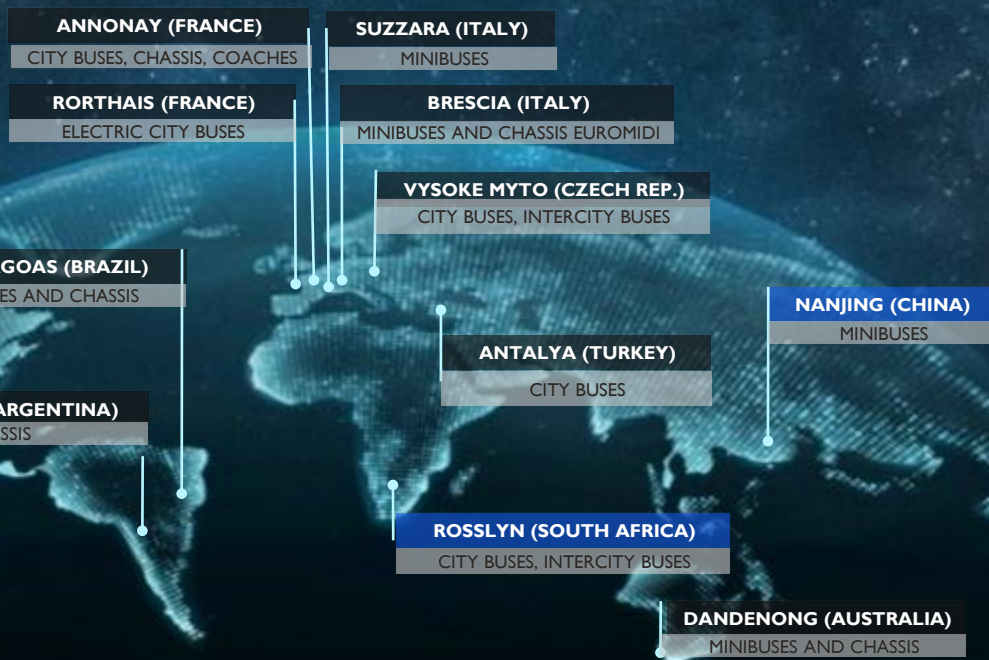 ANNONAY (FRANCE)
CITY BUSES, CHASSIS, COACHES
SUZZARA (ITALY)
MINIBUSES
RORTHAIS (FRANCE)
ELECTRIC CITY BUSES
BRESCIA (ITALY)
MINIBUSES AND CHASSIS EUROMIDI
VYSOKE MYTO (CZECH REP.)
CITY BUSES, INTERCITY BUSES
GOAS (BRAZIL)
ES AND CHASSIS
NANJING (CHINA)
MINIBUSES
ANTALYA (TURKEY)
CITY BUSES
ARGENTINA)
SSIS
ROSSLYN (SOUTH AFRICA)
CITY BUSES, INTERCITY BUSES
DANDENONG (AUSTRALIA)
MINIBUSES AND CHASSIS